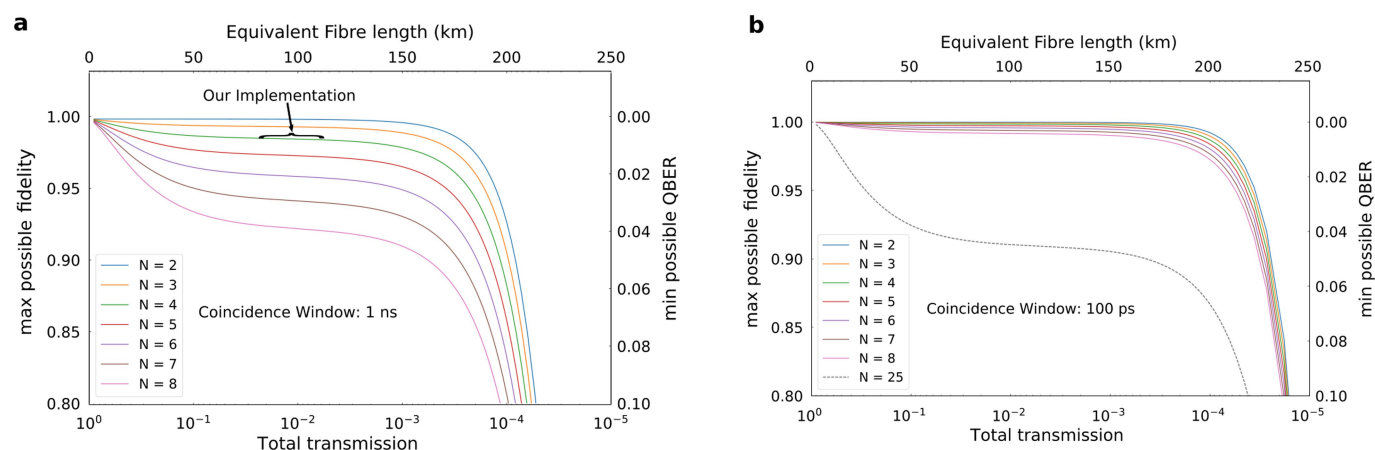 a
Equivalent Fibre length (km)
0 50 100 150 200 250
Our Implementation
1.00
0.95
0.90
0.85
0.80
max possible fidelity
0.00
0.02
0.04
0.06
0.08
0.10
min possible QBER
N = 2
N = 3
N = 4
N = 5
N = 6
N = 7
N = 8
Coincidence Window: 1 ns
10⁰ 10⁻¹ 10⁻² 10⁻³ 10⁻⁴ 10⁻⁵
Total transmission
b
Equivalent Fibre length (km)
0 50 100 150 200 250
1.00
0.95
0.90
0.85
0.80
max possible fidelity
0.00
0.02
0.04
0.06
0.08
0.10
min possible QBER
N = 2
N = 3
N = 4
N = 5
N = 6
N = 7
N = 8
N = 25
Coincidence Window: 100 ps
10⁰ 10⁻¹ 10⁻² 10⁻³ 10⁻⁴ 10⁻⁵
Total transmission